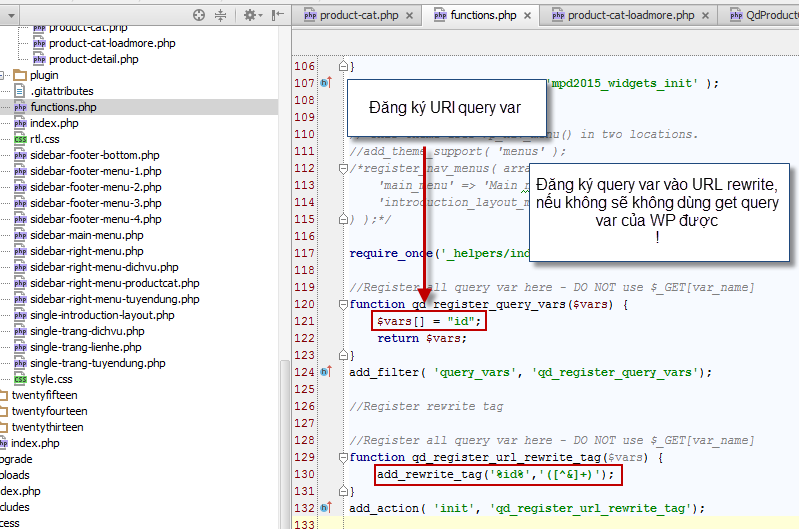 product-cat.php
product-cat-loadmore.php
product-detail.php
plugin
.gitattributes
functions.php
index.php
rtl.css
sidebar-footer-bottom.php
sidebar-footer-menu-1.php
sidebar-footer-menu-2.php
sidebar-footer-menu-3.php
sidebar-footer-menu-4.php
sidebar-main-menu.php
sidebar-right-menu.php
sidebar-right-menu-dichvu.php
sidebar-right-menu-productcat.php
sidebar-right-menu-tuyendung.php
single-introduction-layout.php
single-trang-dichvu.php
single-trang-lienhe.php
single-trang-tuyendung.php
style.css
twentyfifteen
twentyfourteen
twentythirteen
index.php
pgrade
ploads
ndex.php
cludes
cess
product-cat.php functions.php product-cat-loadmore.php QdProductC
106 }
107 'mpd2015_widgets_init' );
108
109
110 menu() in two locations.
111 //add_theme_support( 'menus' );
112 /*register_nav_menus( arra
113 'main_menu' => 'Main m
114 'introduction_layout_m
115 ) );*/
116
117 require_once('_helpers/ind
118
119 //Register all query var here - DO NOT use $_GET[var_name]
120 function qd_register_query_vars($vars) {
121 $vars[] = "id";
122 return $vars;
123 }
124 add_filter( 'query_vars', 'qd_register_query_vars');
125
126 //Register rewrite tag
127
128 //Register all query var here - DO NOT use $_GET[var_name]
129 function qd_register_url_rewrite_tag($vars) {
130 add_rewrite_tag('%id%','([^&]+)');
131 }
132 add_action( 'init', 'qd_register_url_rewrite_tag');
133
Đăng ký URI query var
Đăng ký query var vào URL rewrite,
nếu không sẽ không dùng get query
var của WP được
!